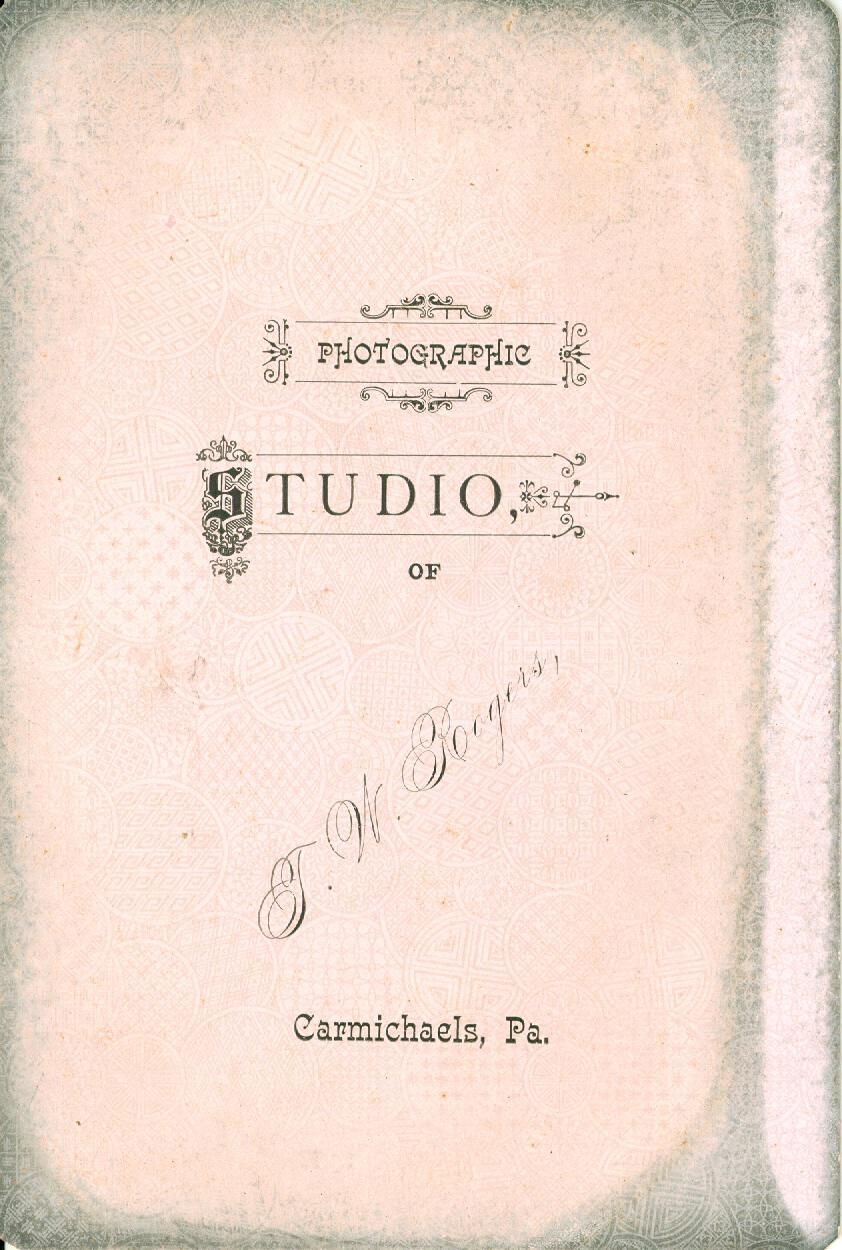 PHOTOGRAPHIC
STUDIO,
OF
T. W. Rogers,
Carmichaels, Pa.